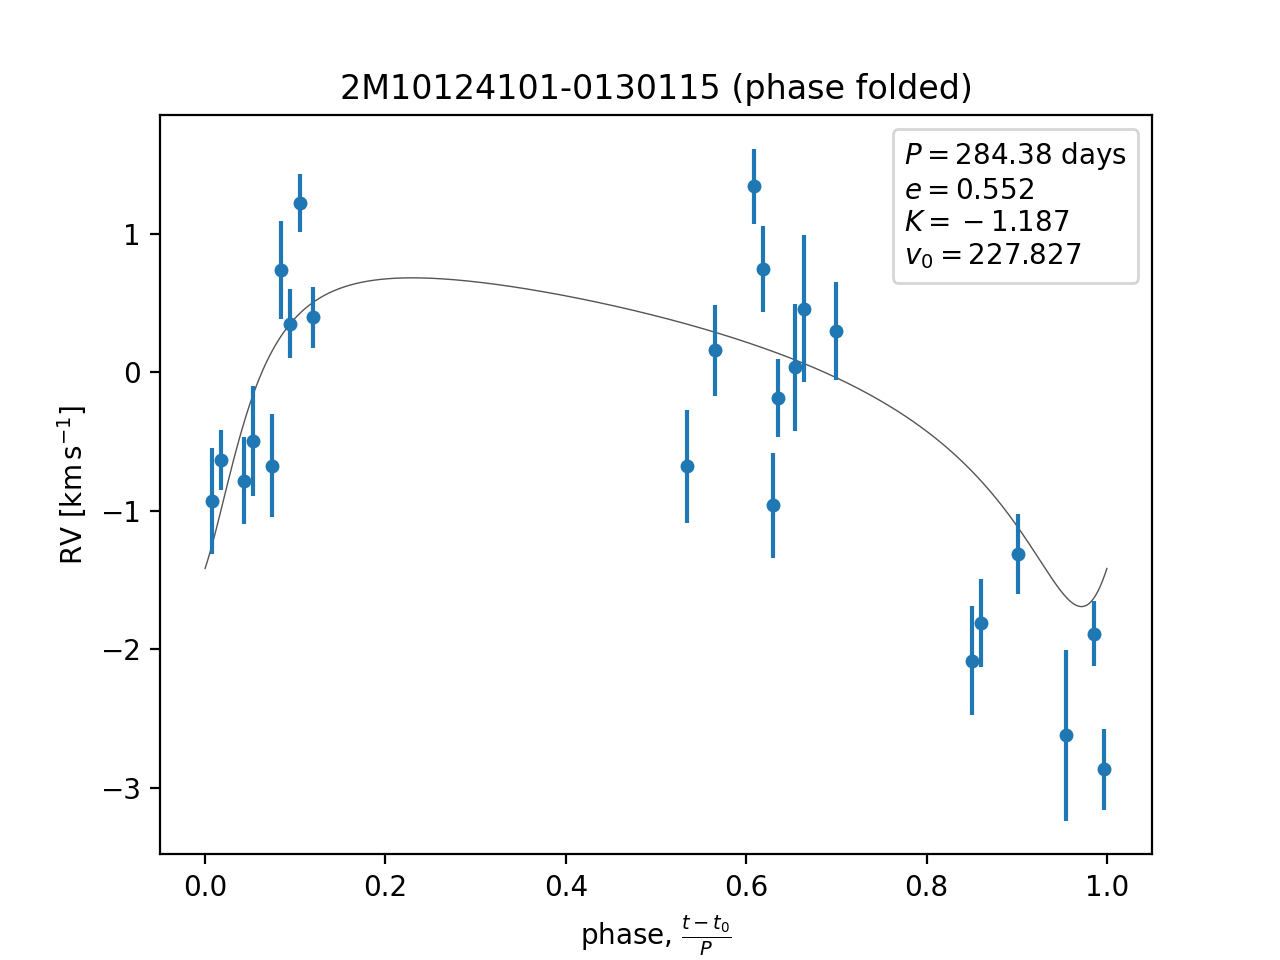 2M10124101-0130115 (phase folded)
P = 284.38 days
e = 0.552
K = −1.187
v₀ = 227.827
RV [km s⁻¹]
1
0
−1
−2
−3
0.0 0.2 0.4 0.6 0.8 1.0
phase, (t − t₀)/P